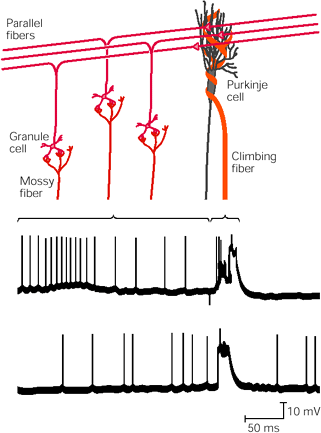 Parallel
fibers
Purkinje
cell
Granule
cell
Climbing
fiber
Mossy
fiber
10 mV
50 ms